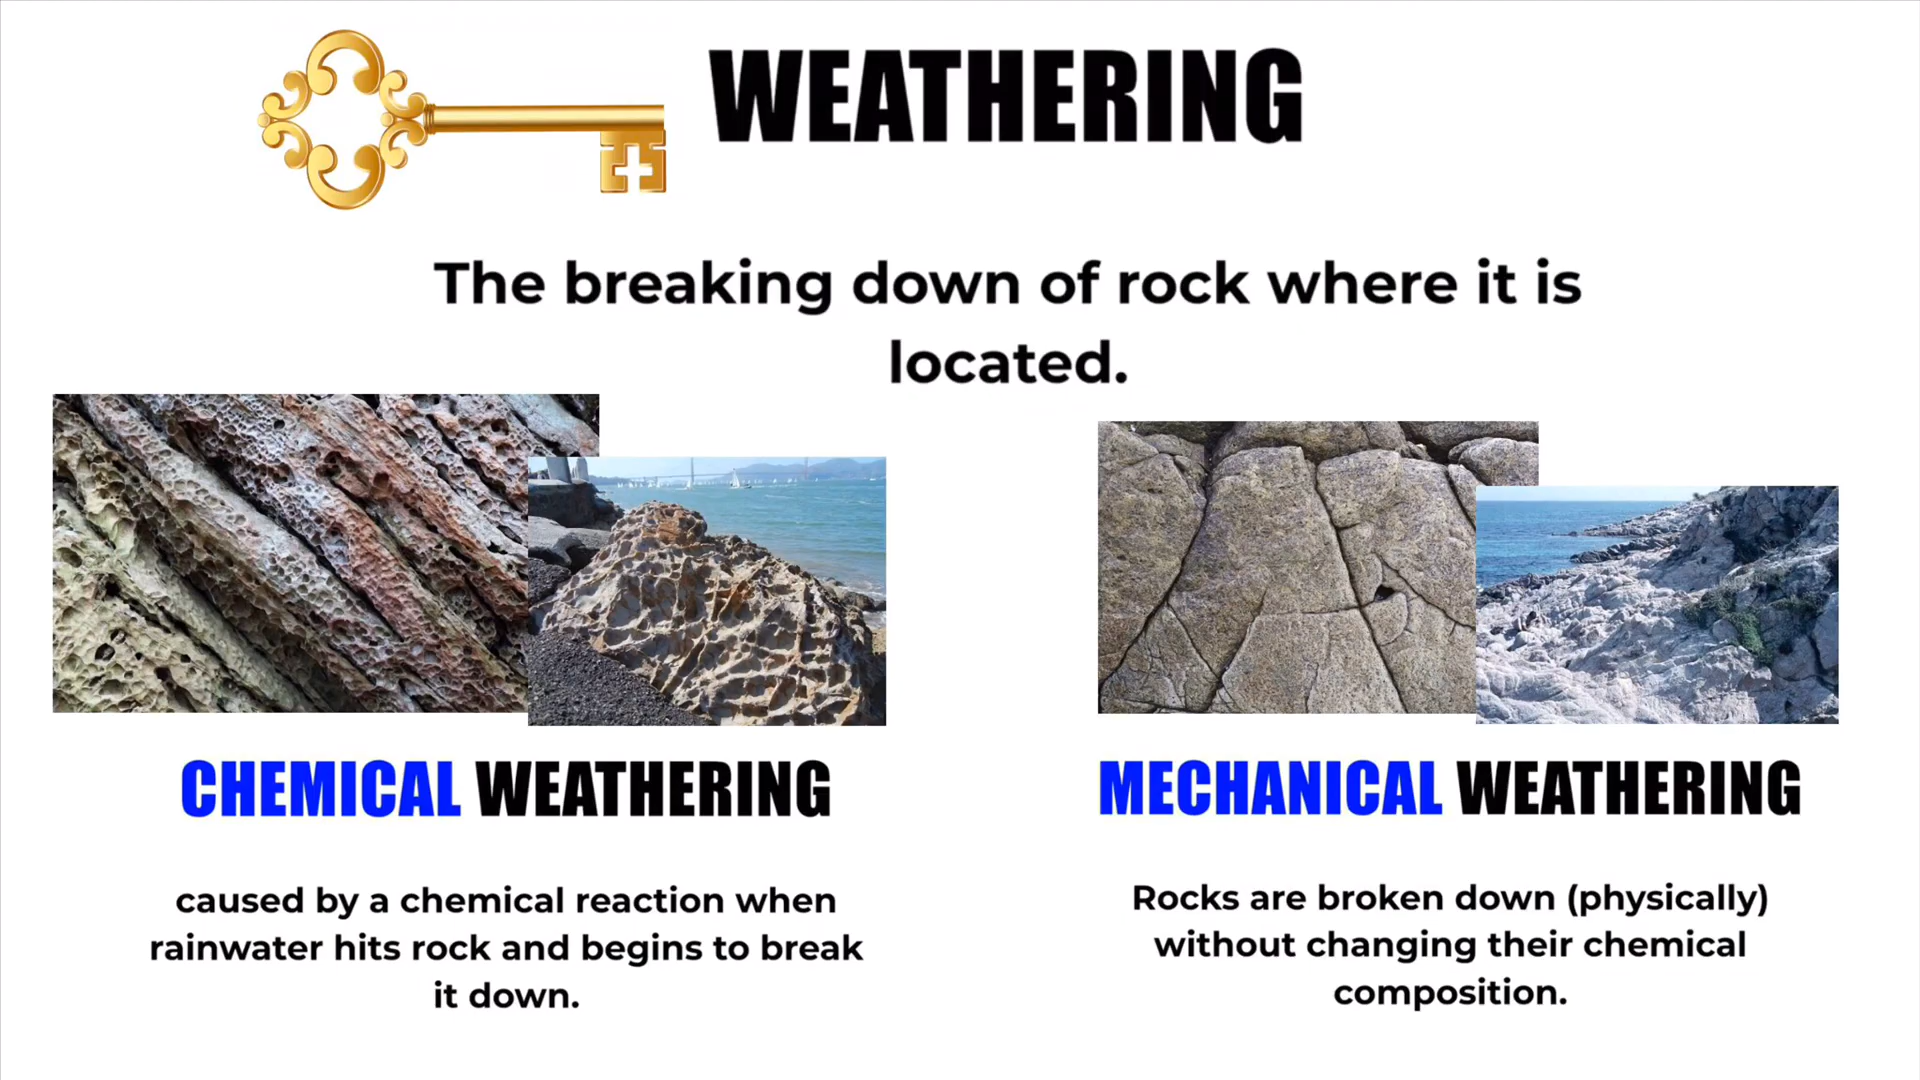 WEATHERING
The breaking down of rock where it is
located.
CHEMICAL WEATHERING
caused by a chemical reaction when
rainwater hits rock and begins to break
it down.
MECHANICAL WEATHERING
Rocks are broken down (physically)
without changing their chemical
composition.